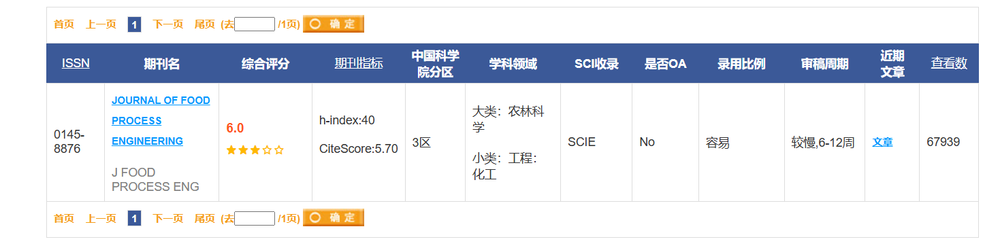 首页 上一页 1 下一页 尾页 (去 /1页) 确 定
ISSN 期刊名 综合评分 期刊指标 中国科学院分区 学科领域 SCI收录 是否OA 录用比例 审稿周期 近期文章 查看数
0145-
8876
JOURNAL OF FOOD
PROCESS
ENGINEERING
J FOOD
PROCESS ENG
6.0
h-index:40
CiteScore:5.70
3区
大类：农林科
学
小类：工程：
化工
SCIE
No
容易
较慢,6-12周
文章
67939
首页 上一页 1 下一页 尾页 (去 /1页) 确 定